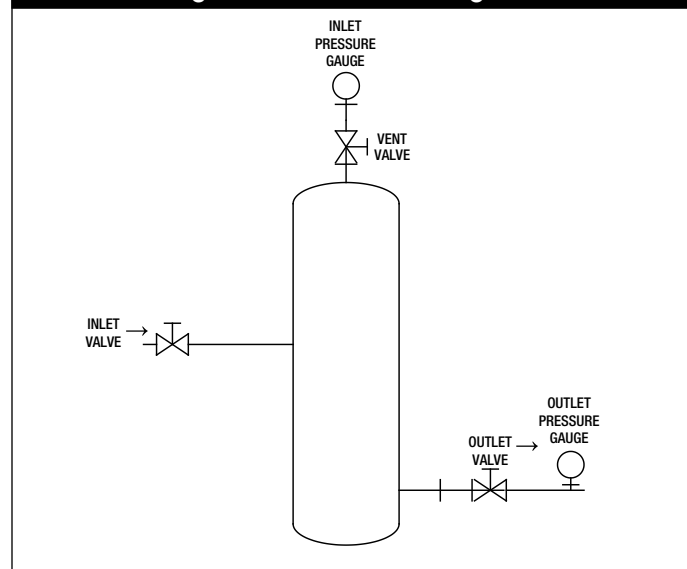 INLET
PRESSURE
GAUGE
VENT
VALVE
INLET
VALVE
OUTLET
PRESSURE
GAUGE
OUTLET
VALVE